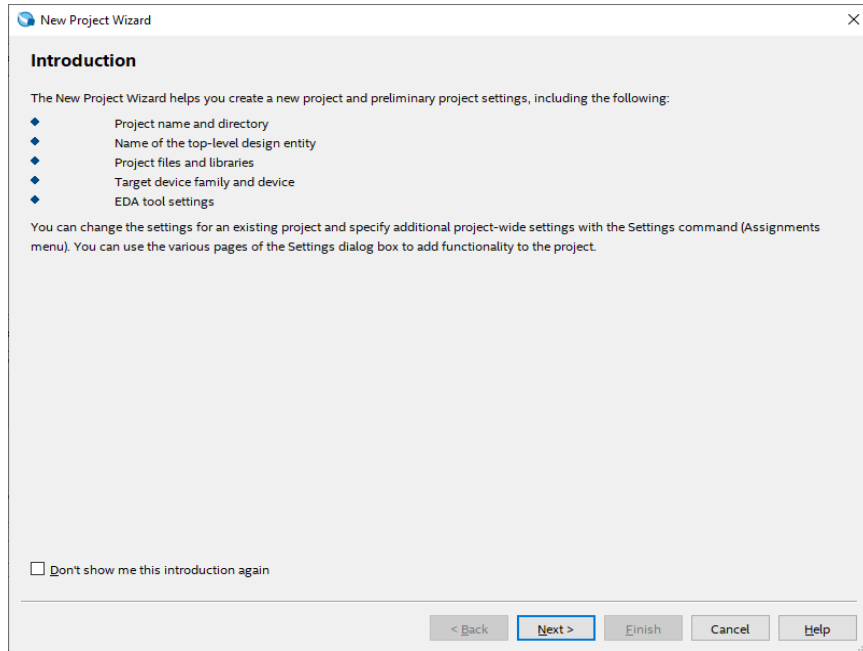 New Project Wizard
Introduction
The New Project Wizard helps you create a new project and preliminary project settings, including the following:
Project name and directory
Name of the top-level design entity
Project files and libraries
Target device family and device
EDA tool settings
You can change the settings for an existing project and specify additional project-wide settings with the Settings command (Assignments
menu). You can use the various pages of the Settings dialog box to add functionality to the project.
Don't show me this introduction again
< Back Next > Finish Cancel Help